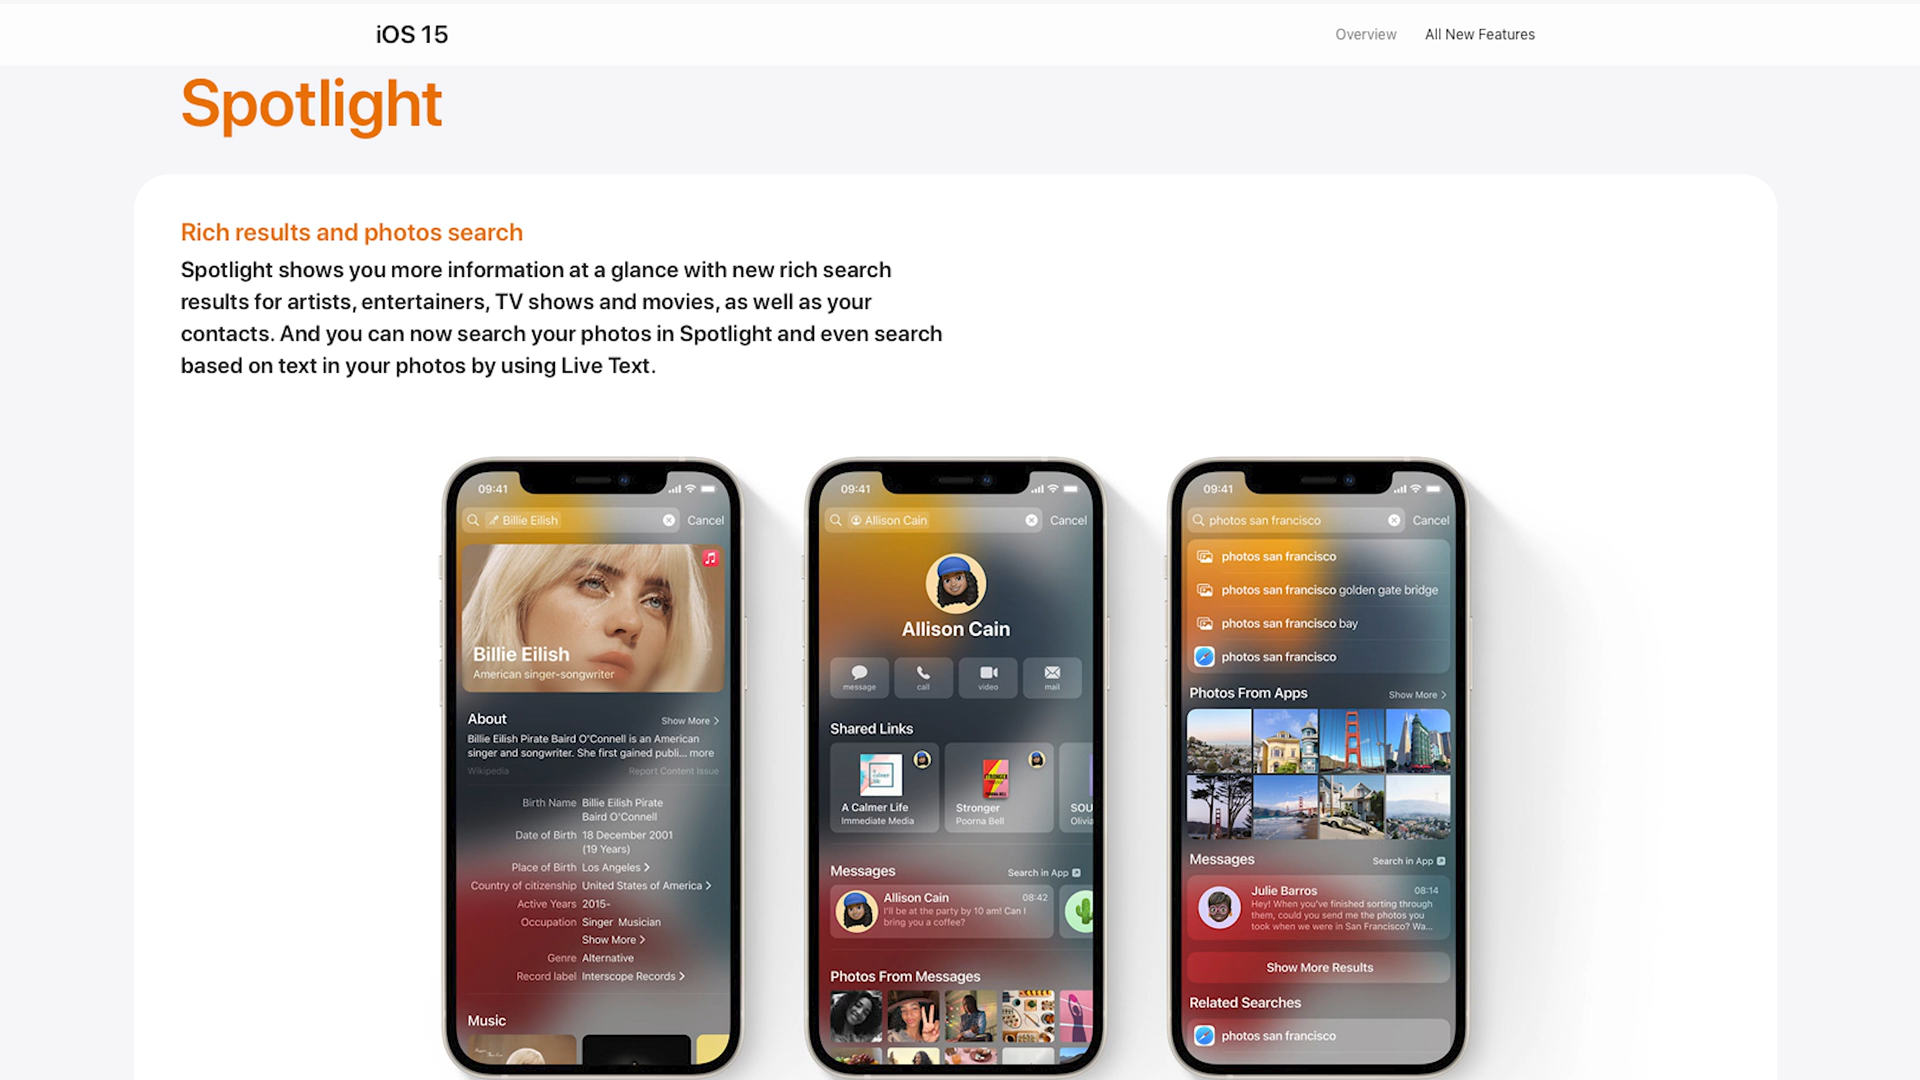 iOS 15
Overview
All New Features
Spotlight
Rich results and photos search
Spotlight shows you more information at a glance with new rich search
results for artists, entertainers, TV shows and movies, as well as your
contacts. And you can now search your photos in Spotlight and even search
based on text in your photos by using Live Text.
09:41
Billie Eilish
Cancel
Billie Eilish
American singer-songwriter
About
Show More
Billie Eilish Pirate Baird O'Connell is an American
singer and songwriter. She first gained publi... more
Wikipedia
Report Content Issue
Birth Name Billie Eilish Pirate
Baird O'Connell
Date of Birth 18 December 2001
(19 Years)
Place of Birth Los Angeles
Country of citizenship United States of America
Active Years 2015-
Occupation Singer Musician
Show More
Genre Alternative
Record label Interscope Records
Music
09:41
Allison Cain
Cancel
Allison Cain
message
call
video
mail
Shared Links
a calmer life
A Calmer Life
Immediate Media
STRONGER
POORNA BELL
Stronger
Poorna Bell
SOU
Olivia
Messages
Search in App
Allison Cain
08:42
I'll be at the party by 10 am! Can I
bring you a coffee?
Photos From Messages
09:41
photos san francisco
Cancel
photos san francisco
photos san francisco golden gate bridge
photos san francisco bay
photos san francisco
Photos From Apps
Show More
Messages
Search in App
Julie Barros
08:14
Hey! When you've finished sorting through
them, could you send me the photos you
took when we were in San Francisco? Wa...
Show More Results
Related Searches
photos san francisco